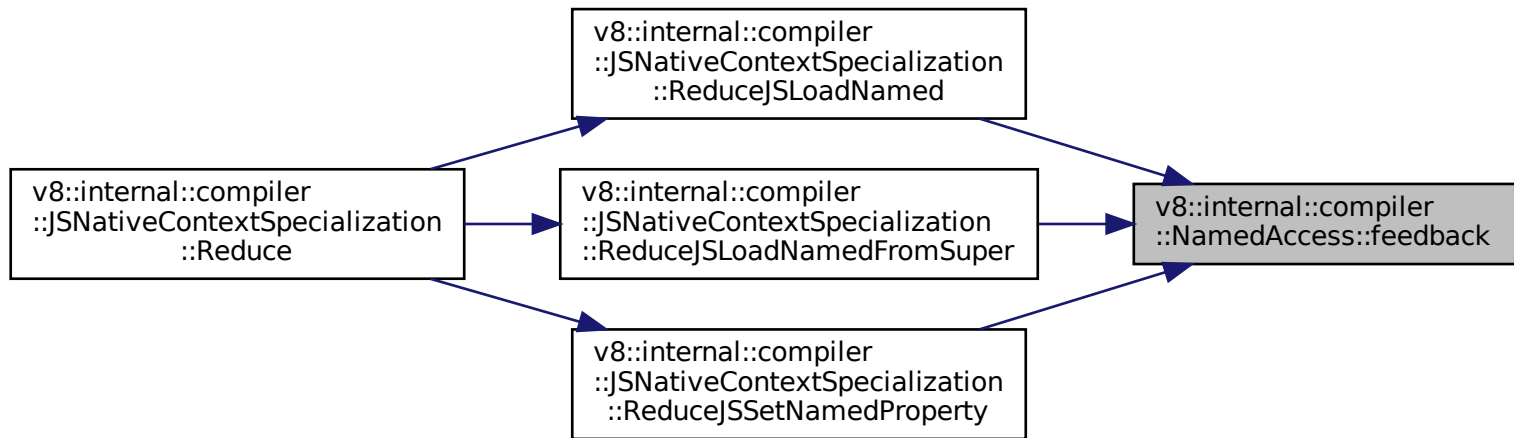 v8::internal::compiler
::JSNativeContextSpecialization
::ReduceJSLoadNamed
v8::internal::compiler
::JSNativeContextSpecialization
::Reduce
v8::internal::compiler
::JSNativeContextSpecialization
::ReduceJSLoadNamedFromSuper
v8::internal::compiler
::NamedAccess::feedback
v8::internal::compiler
::JSNativeContextSpecialization
::ReduceJSSetNamedProperty